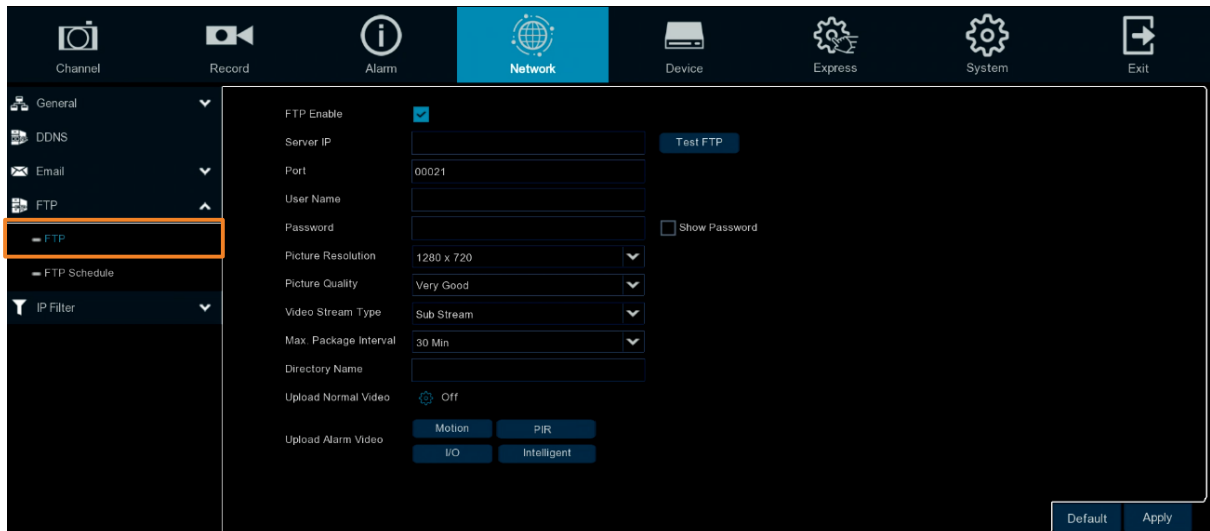 Channel Record Alarm Network Device Express System Exit
General
DDNS
Email
FTP
FTP
FTP Schedule
IP Filter
FTP Enable
Server IP Test FTP
Port 00021
User Name
Password Show Password
Picture Resolution 1280 x 720
Picture Quality Very Good
Video Stream Type Sub Stream
Max. Package Interval 30 Min
Directory Name
Upload Normal Video Off
Upload Alarm Video Motion PIR
I/O Intelligent
Default Apply